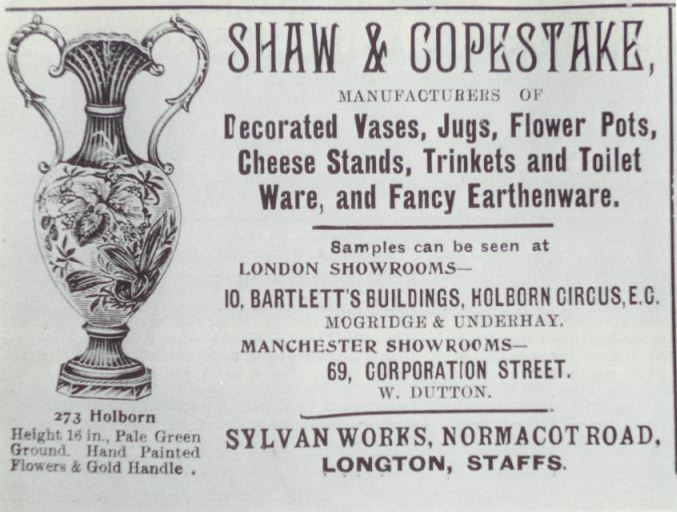 SHAW & COPESTAKE,
MANUFACTURERS OF
Decorated Vases, Jugs, Flower Pots,
Cheese Stands, Trinkets and Toilet
Ware, and Fancy Earthenware.
Samples can be seen at
LONDON SHOWROOMS—
10, BARTLETT'S BUILDINGS, HOLBORN CIRCUS, E.C.
MOGRIDGE & UNDERHAY.
MANCHESTER SHOWROOMS—
69, CORPORATION STREET.
W. DUTTON.
SYLVAN WORKS, NORMACOT ROAD,
LONGTON, STAFFS.
273 Holborn
Height 16 in., Pale Green
Ground. Hand Painted
Flowers & Gold Handle .